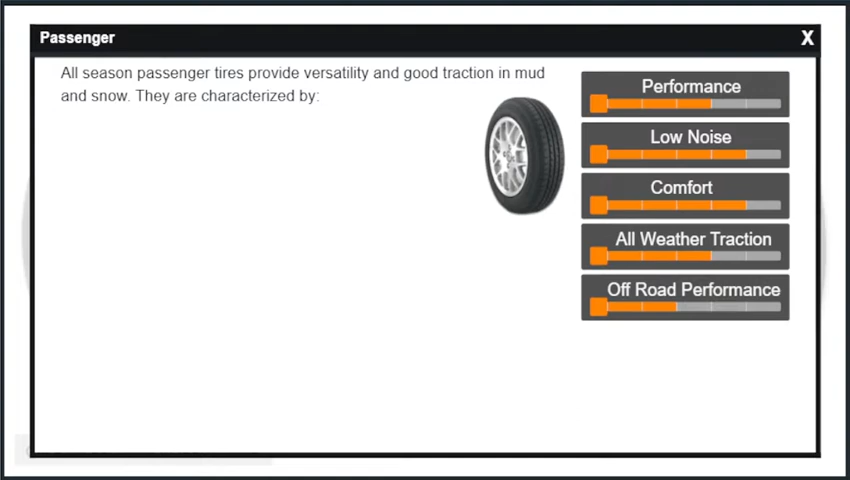 Passenger
X
All season passenger tires provide versatility and good traction in mud
and snow. They are characterized by:
Performance
Low Noise
Comfort
All Weather Traction
Off Road Performance